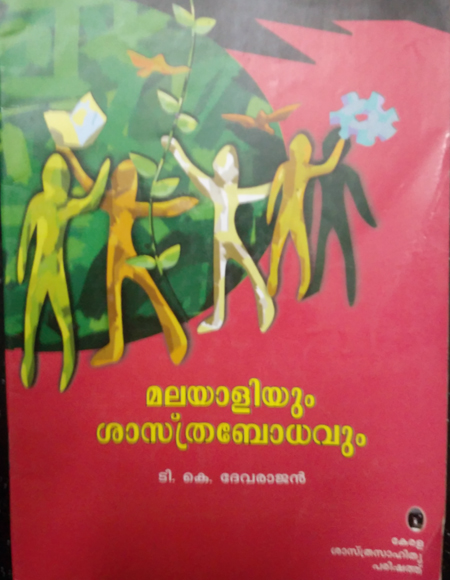 മലയാളിയും
ശാസ്ത്രബോധവും
ടി. കെ. ദേവരാജൻ
കേരള
ശാസ്ത്രസാഹിത്യ
പരിഷത്ത്